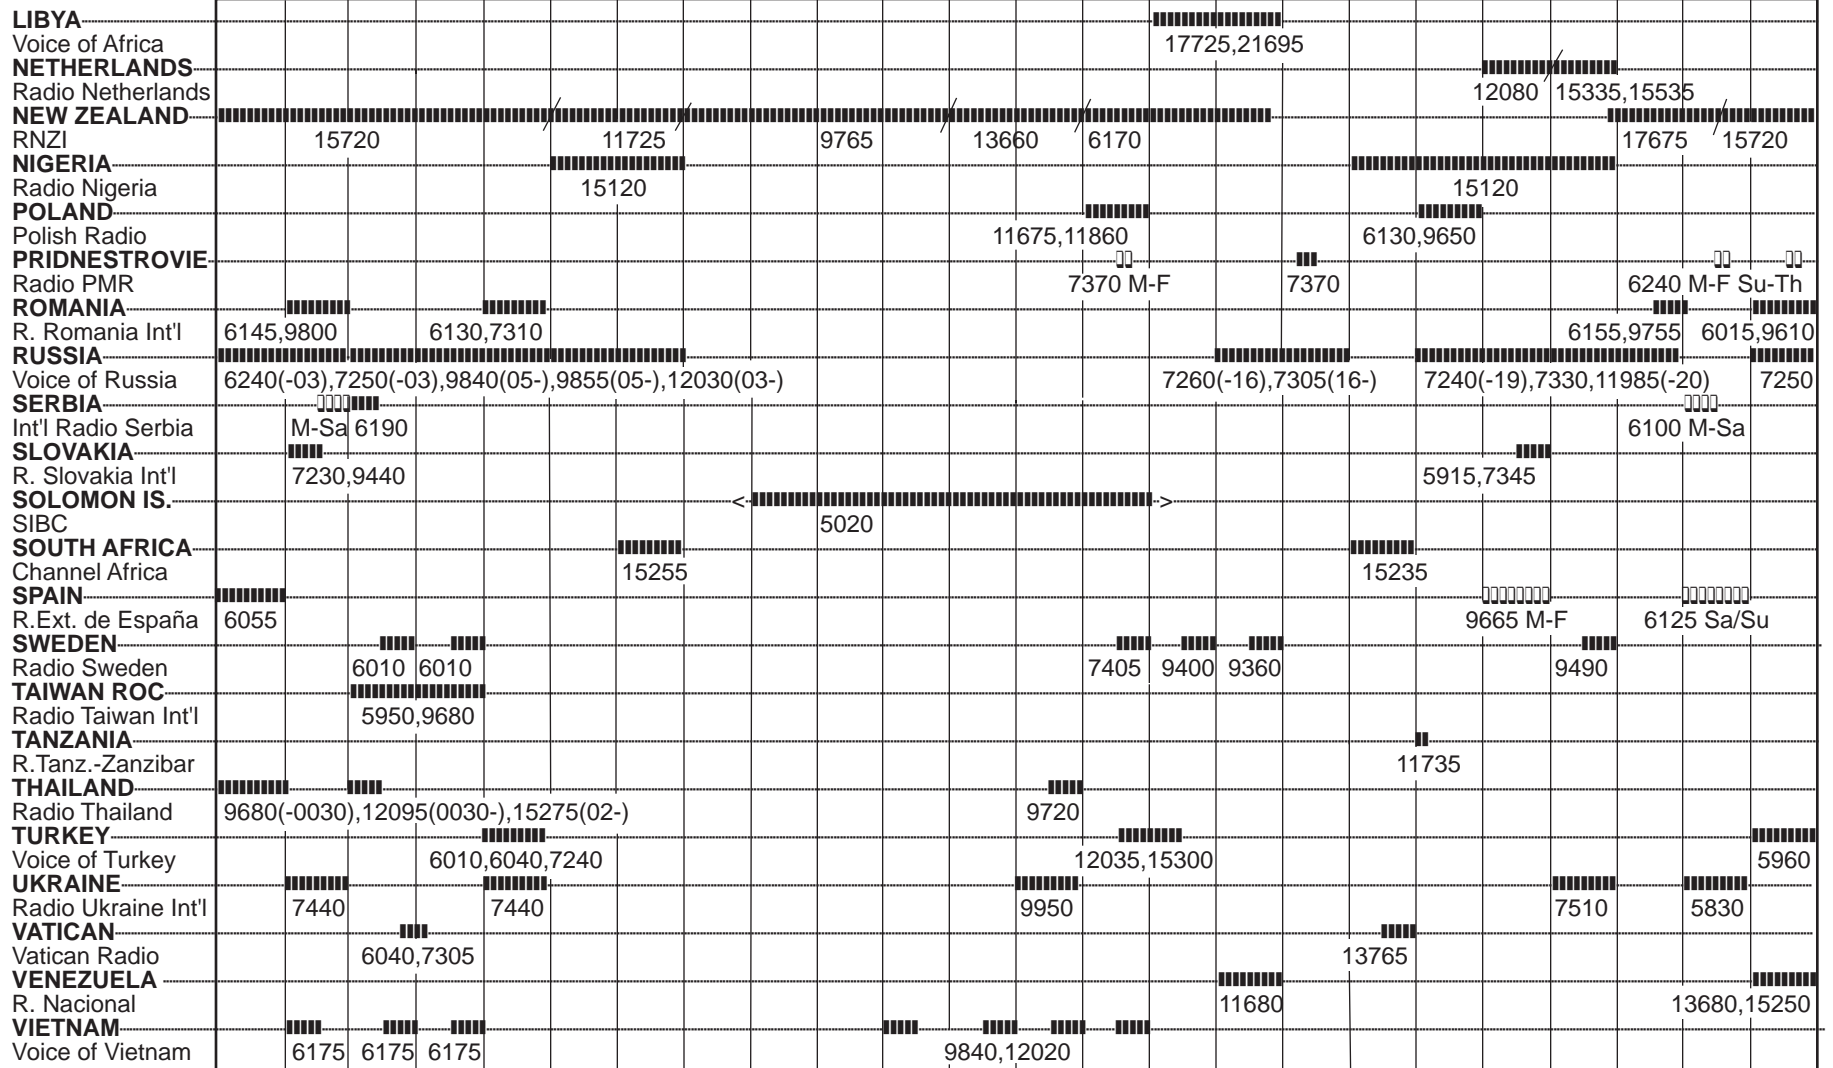 LIBYA
Voice of Africa 17725,21695
NETHERLANDS
Radio Netherlands 12080 15335,15535
NEW ZEALAND
RNZI 15720 11725 9765 13660 6170 17675 15720
NIGERIA
Radio Nigeria 15120 15120
POLAND
Polish Radio 11675,11860 6130,9650
PRIDNESTROVIE
Radio PMR 7370 M-F 7370 6240 M-F Su-Th
ROMANIA
R. Romania Int'l 6145,9800 6130,7310 6155,9755 6015,9610
RUSSIA
Voice of Russia 6240(-03),7250(-03),9840(05-),9855(05-),12030(03-) 7260(-16),7305(16-) 7240(-19),7330,11985(-20) 7250
SERBIA
Int'l Radio Serbia M-Sa 6190 6100 M-Sa
SLOVAKIA
R. Slovakia Int'l 7230,9440 5915,7345
SOLOMON IS. < >
SIBC 5020
SOUTH AFRICA
Channel Africa 15255 15235
SPAIN
R.Ext. de España 6055 9665 M-F 6125 Sa/Su
SWEDEN
Radio Sweden 6010 6010 7405 9400 9360 9490
TAIWAN ROC
Radio Taiwan Int'l 5950,9680
TANZANIA
R.Tanz.-Zanzibar 11735
THAILAND
Radio Thailand 9680(-0030),12095(0030-),15275(02-) 9720
TURKEY
Voice of Turkey 6010,6040,7240 12035,15300 5960
UKRAINE
Radio Ukraine Int'l 7440 7440 9950 7510 5830
VATICAN
Vatican Radio 6040,7305 13765
VENEZUELA
R. Nacional 11680 13680,15250
VIETNAM
Voice of Vietnam 6175 6175 6175 9840,12020